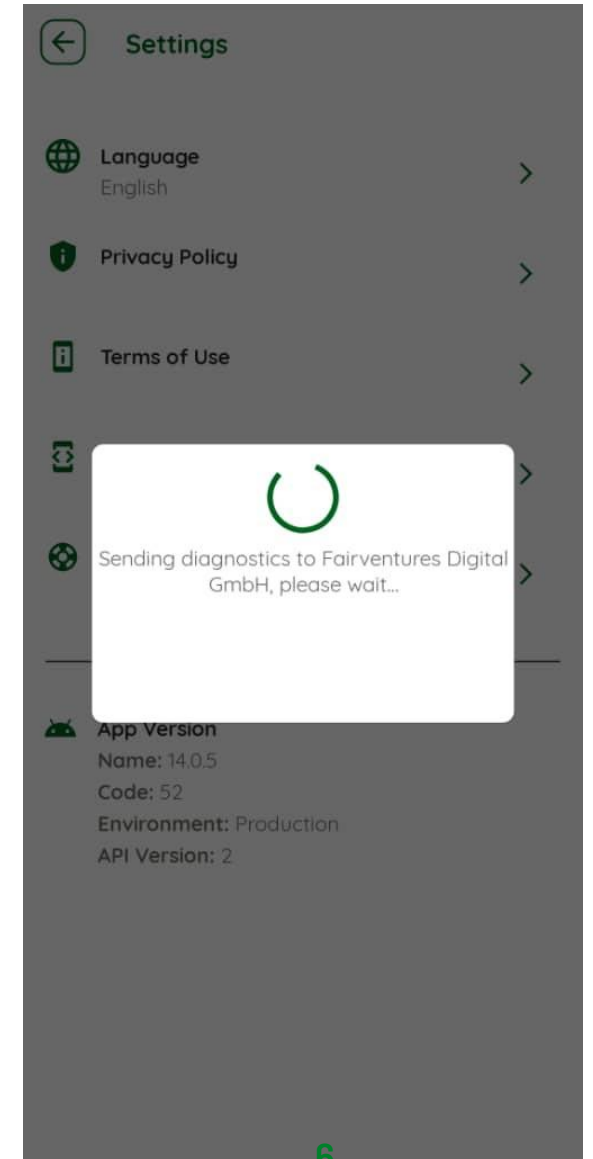 Settings
Language
English
Privacy Policy
Terms of Use
Sending diagnostics to Fairventures Digital
GmbH, please wait...
App Version
Name: 14.0.5
Code: 52
Environment: Production
API Version: 2
6